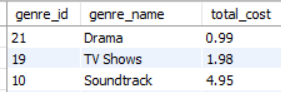 genre_id genre_name total_cost
21 Drama 0.99
19 TV Shows 1.98
10 Soundtrack 4.95